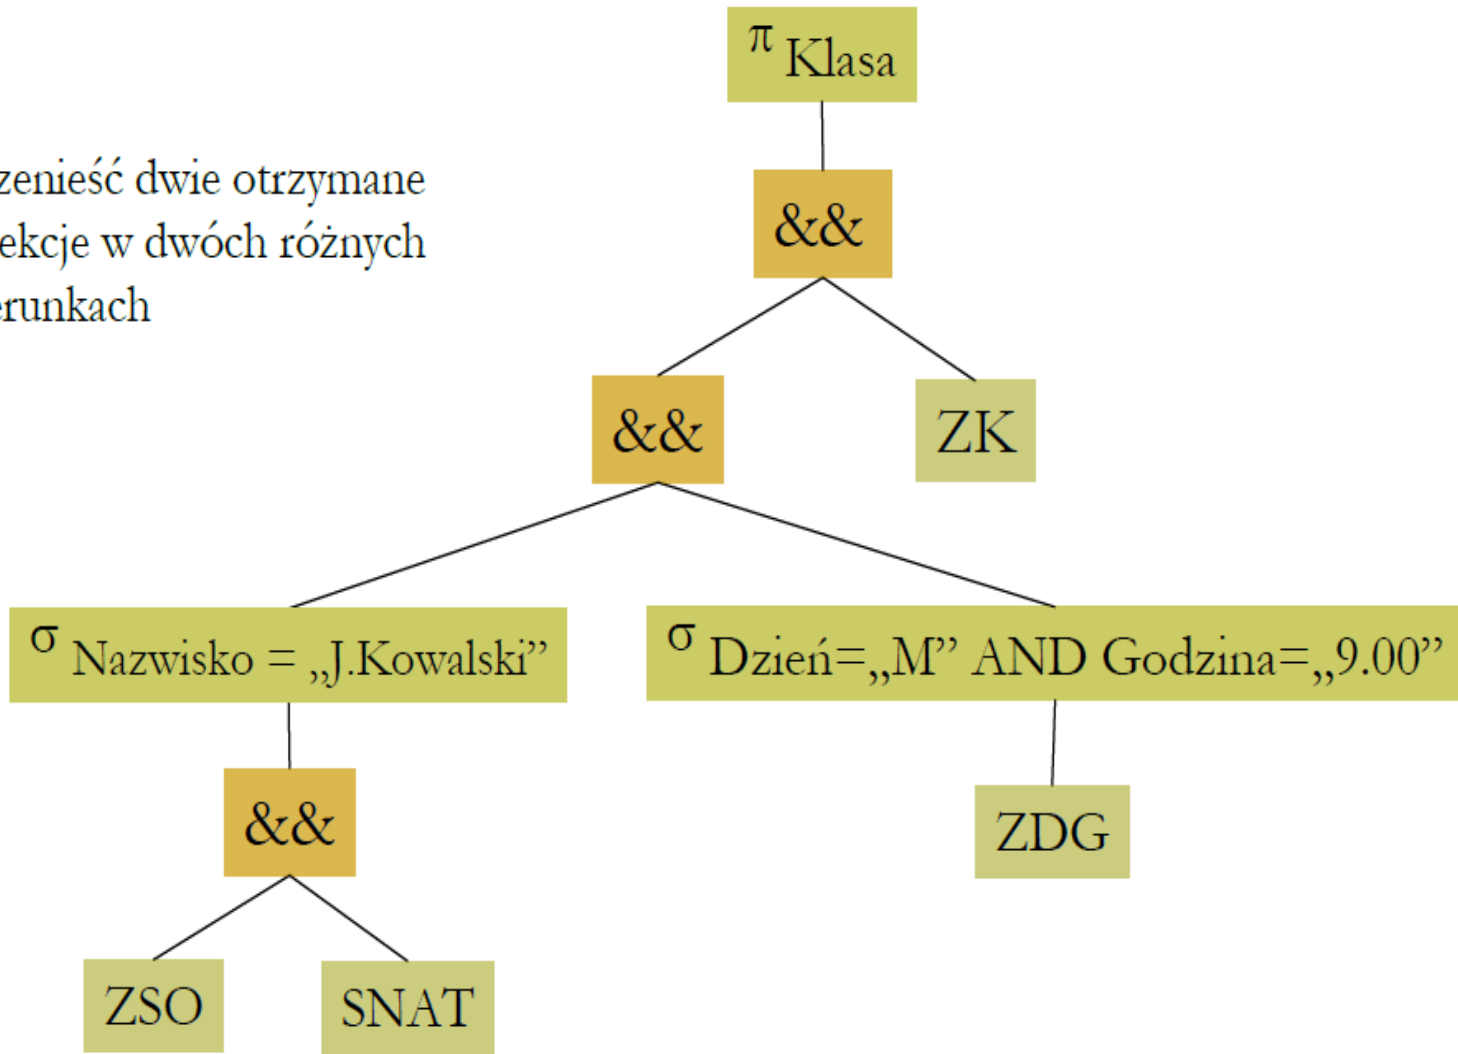 π Klasa
zenieść dwie otrzymane
ekcje w dwóch różnych
erunkach
&&
&&
ZK
σ Nazwisko = „J.Kowalski”
σ Dzień=„M” AND Godzina=„9.00”
&&
ZDG
ZSO
SNAT